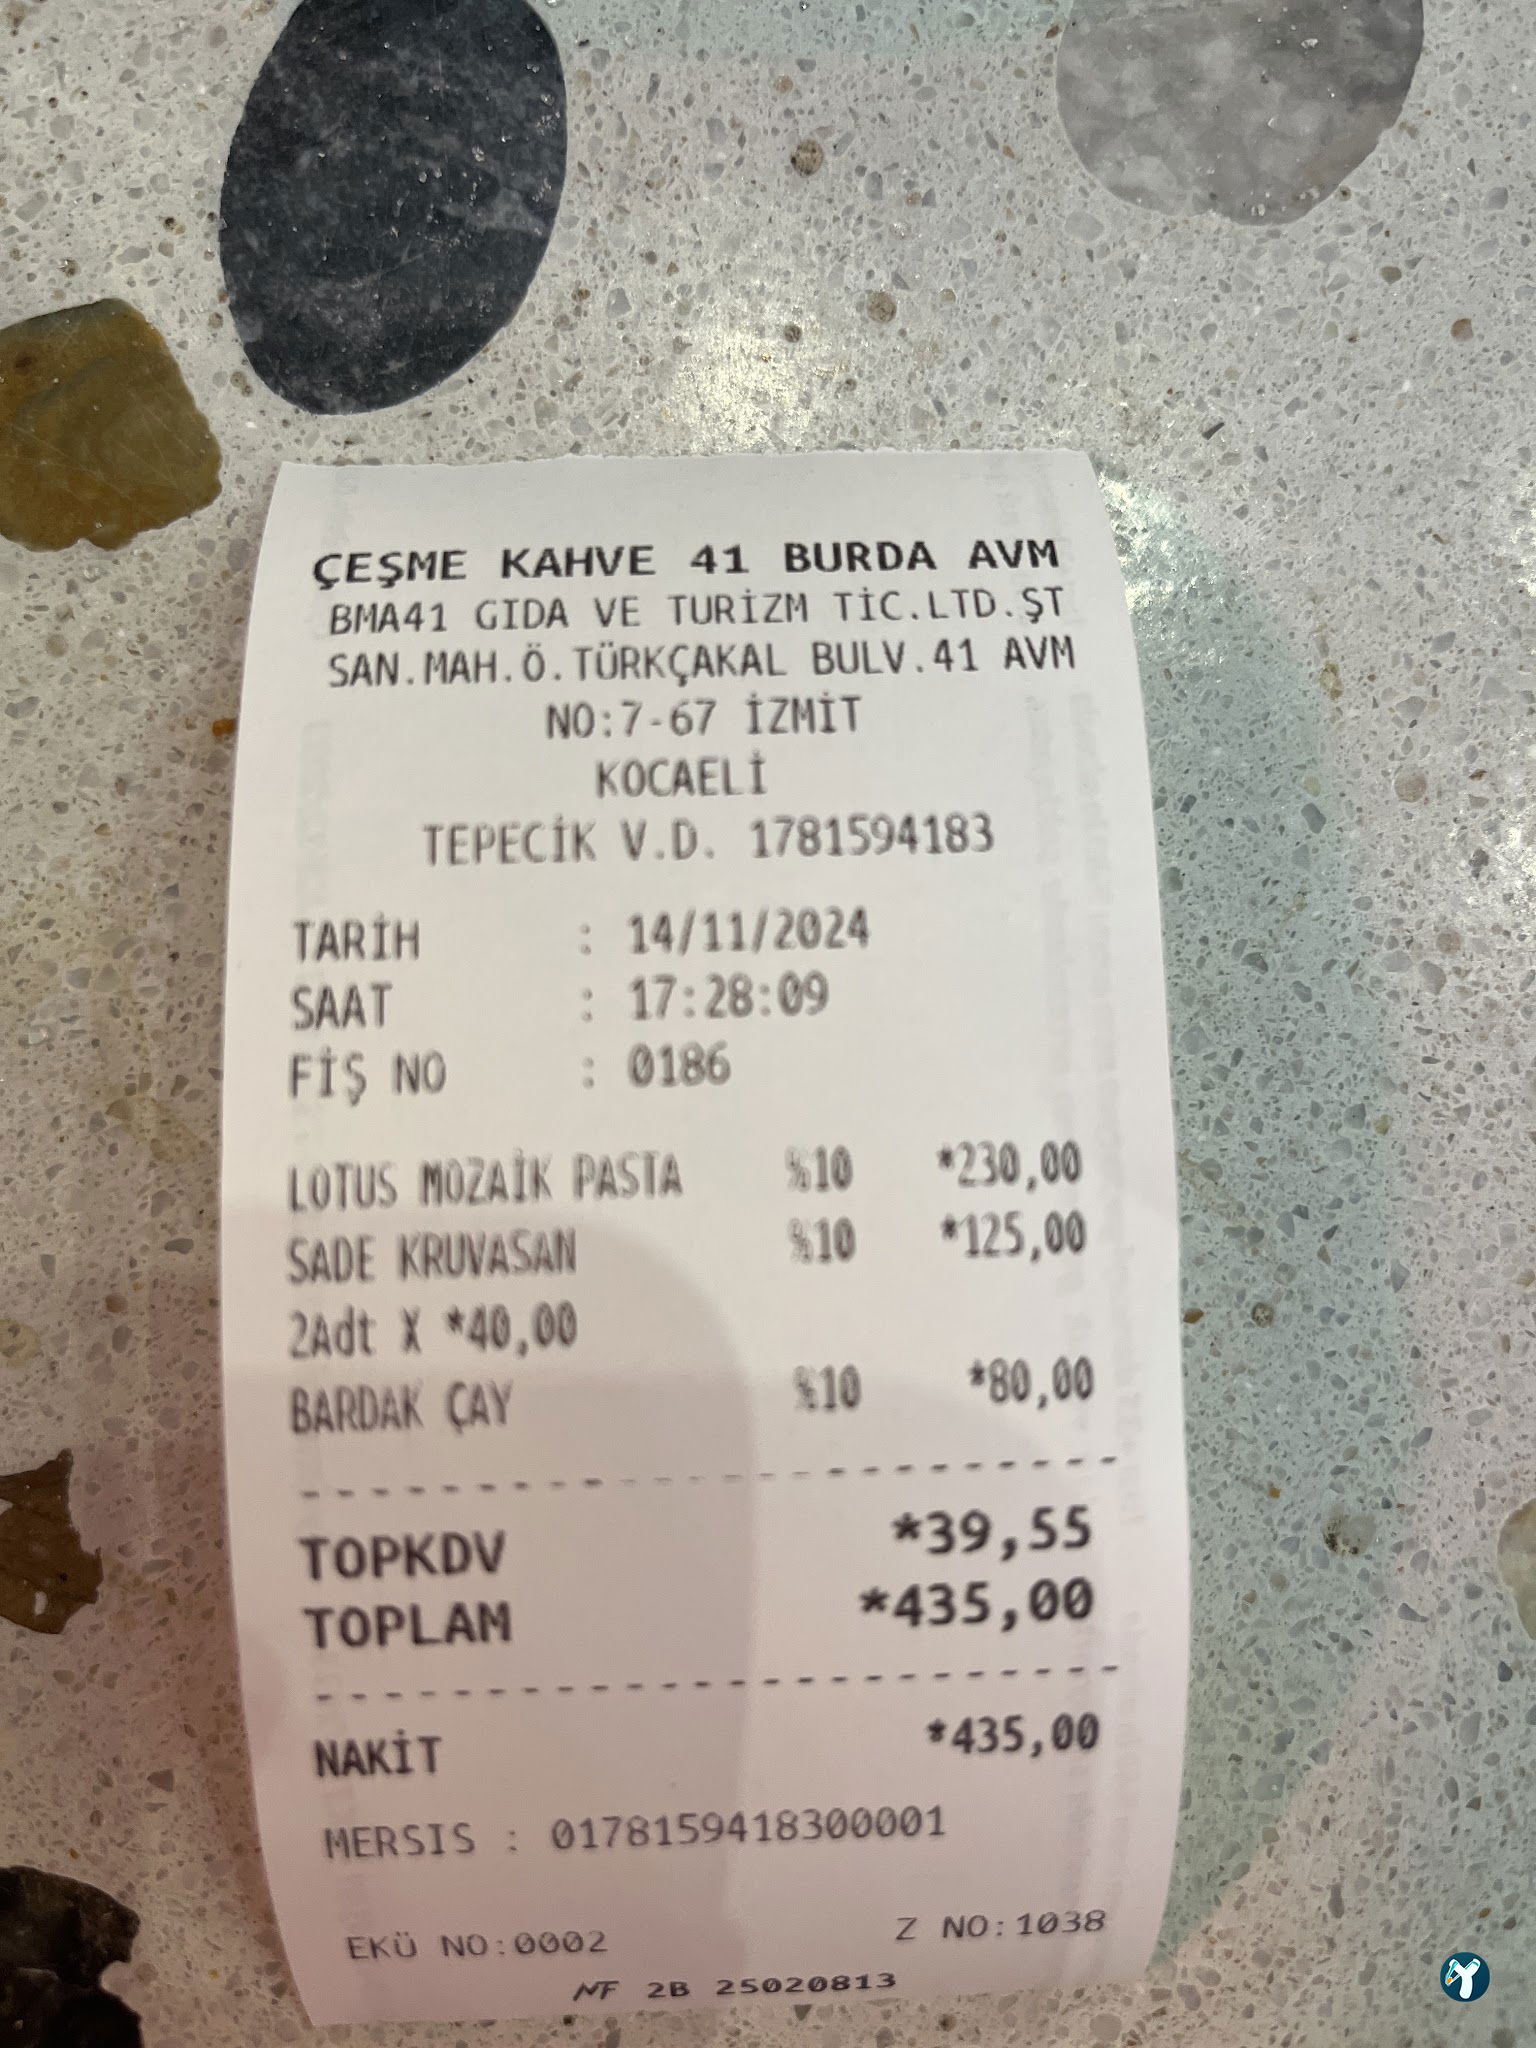 ÇEŞME KAHVE 41 BURDA AVM
BMA41 GIDA VE TURİZM TİC.LTD.ŞT
SAN.MAH.Ö.TÜRKÇAKAL BULV.41 AVM
NO:7-67 İZMİT
KOCAELİ
TEPECİK V.D. 1781594183
TARİH : 14/11/2024
SAAT : 17:28:09
FİŞ NO : 0186
LOTUS MOZAİK PASTA %10 *230,00
SADE KRUVASAN %10 *125,00
2Adt X *40,00
BARDAK ÇAY %10 *80,00
TOPKDV *39,55
TOPLAM *435,00
NAKİT *435,00
MERSIS : 0178159418300001
EKÜ NO:0002 Z NO:1038
NF 2B 25020813